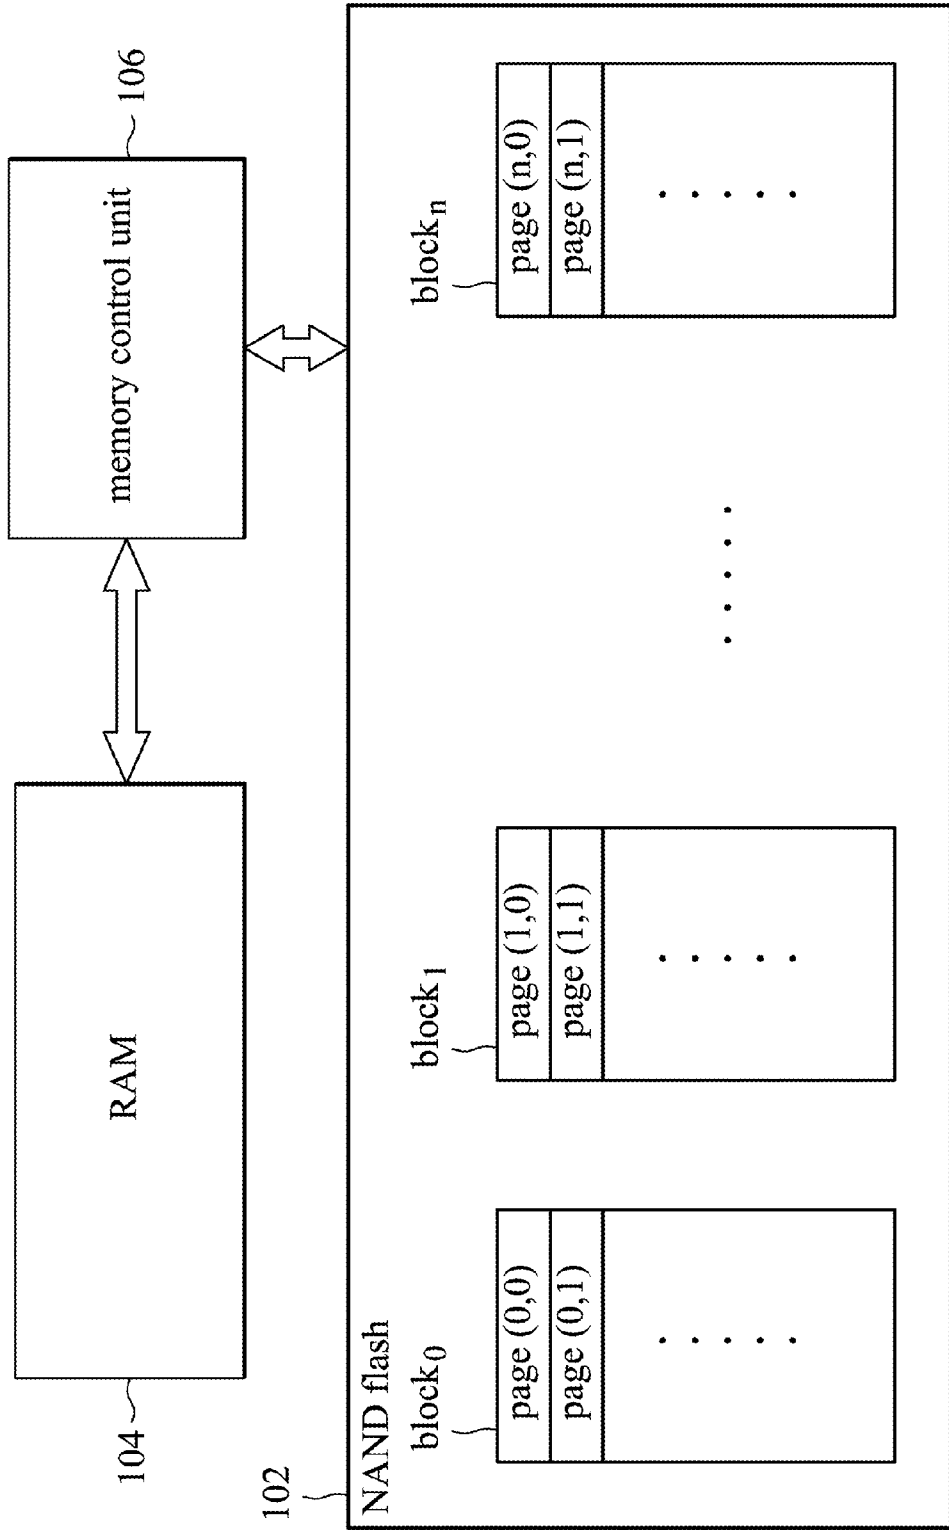 104
RAM
memory control unit
106
102
NAND flash
block0
page (0,0)
page (0,1)
block1
page (1,0)
page (1,1)
blockn
page (n,0)
page (n,1)